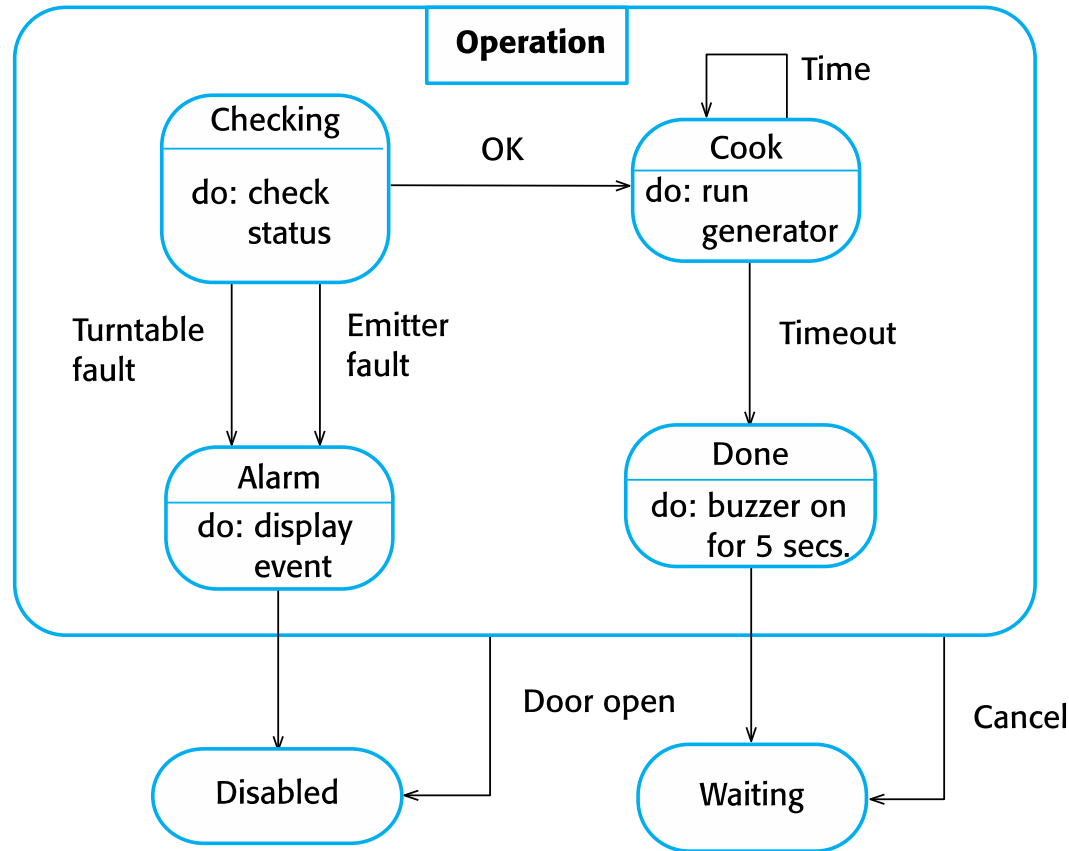 Operation
Time
Checking
Cook
OK
do: check
status
do: run
generator
Turntable
fault
Emitter
fault
Timeout
Alarm
Done
do: display
event
do: buzzer on
for 5 secs.
Door open
Cancel
Disabled
Waiting